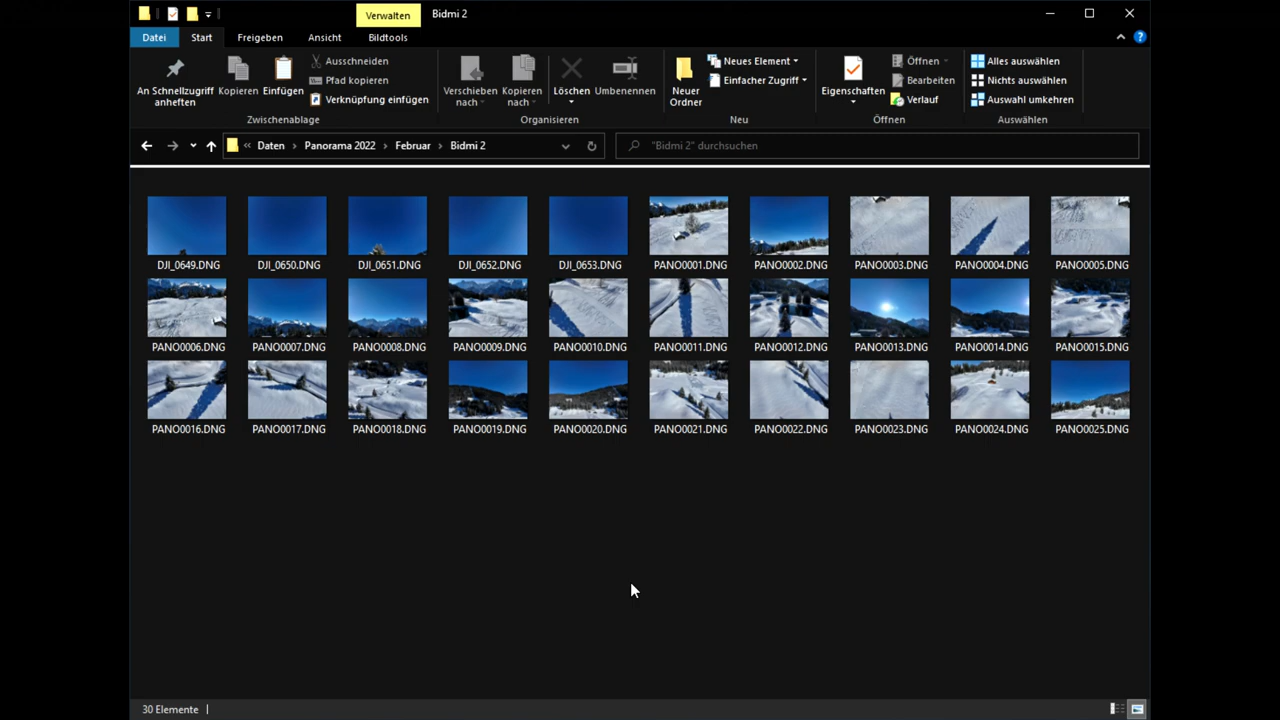 Verwalten
Bidmi 2
Datei
Start
Freigeben
Ansicht
Bildtools
An Schnellzugriff
anheften
Kopieren
Einfügen
Ausschneiden
Pfad kopieren
Verknüpfung einfügen
Zwischenablage
Verschieben
nach
Kopieren
nach
Löschen
Umbenennen
Organisieren
Neuer
Ordner
Neues Element
Einfacher Zugriff
Neu
Eigenschaften
Öffnen
Bearbeiten
Verlauf
Öffnen
Alles auswählen
Nichts auswählen
Auswahl umkehren
Auswählen
« Daten › Panorama 2022 › Februar › Bidmi 2
"Bidmi 2" durchsuchen
DJI_0649.DNG DJI_0650.DNG DJI_0651.DNG DJI_0652.DNG DJI_0653.DNG PANO0001.DNG PANO0002.DNG PANO0003.DNG PANO0004.DNG PANO0005.DNG
PANO0006.DNG PANO0007.DNG PANO0008.DNG PANO0009.DNG PANO0010.DNG PANO0011.DNG PANO0012.DNG PANO0013.DNG PANO0014.DNG PANO0015.DNG
PANO0016.DNG PANO0017.DNG PANO0018.DNG PANO0019.DNG PANO0020.DNG PANO0021.DNG PANO0022.DNG PANO0023.DNG PANO0024.DNG PANO0025.DNG
30 Elemente